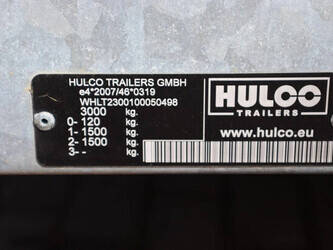 HULCO TRAILERS GMBH
e4*2007/46*0319
WHLT2300100050498
3000 kg.
0- 120 kg.
1- 1500 kg.
2- 1500 kg.
3- - kg.
HULCO
TRAILERS
www.hulco.eu